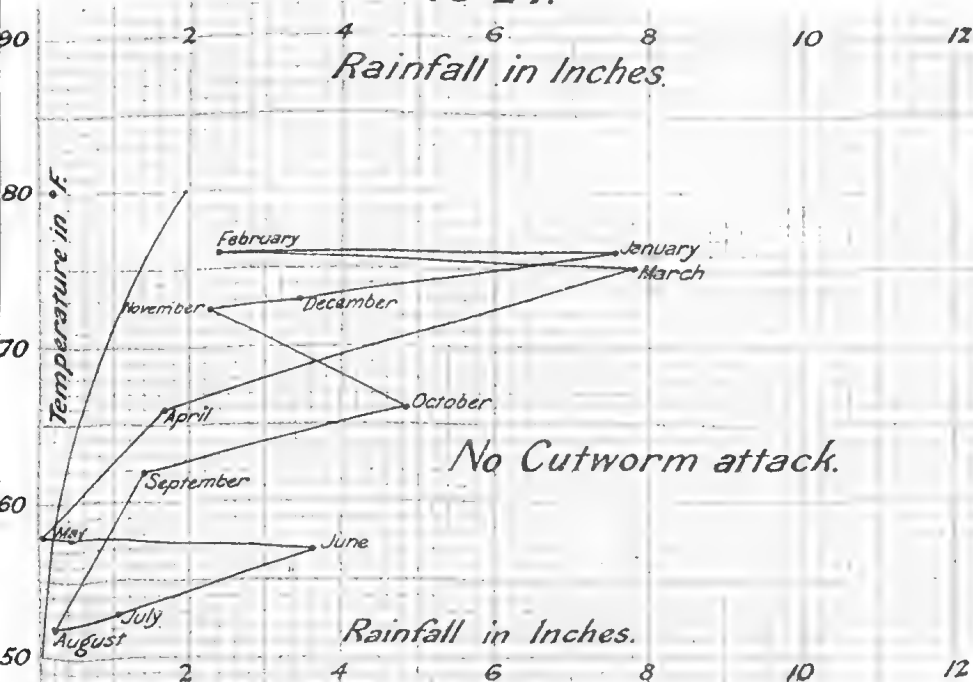 90 2 4 6 8 10 12
Rainfall in Inches.
80
Temperature in °F.
February
January
March
November
December
70
April
October
No Cutworm attack.
September
60
May
June
July
August
Rainfall in Inches.
50
2 4 6 8 10 12